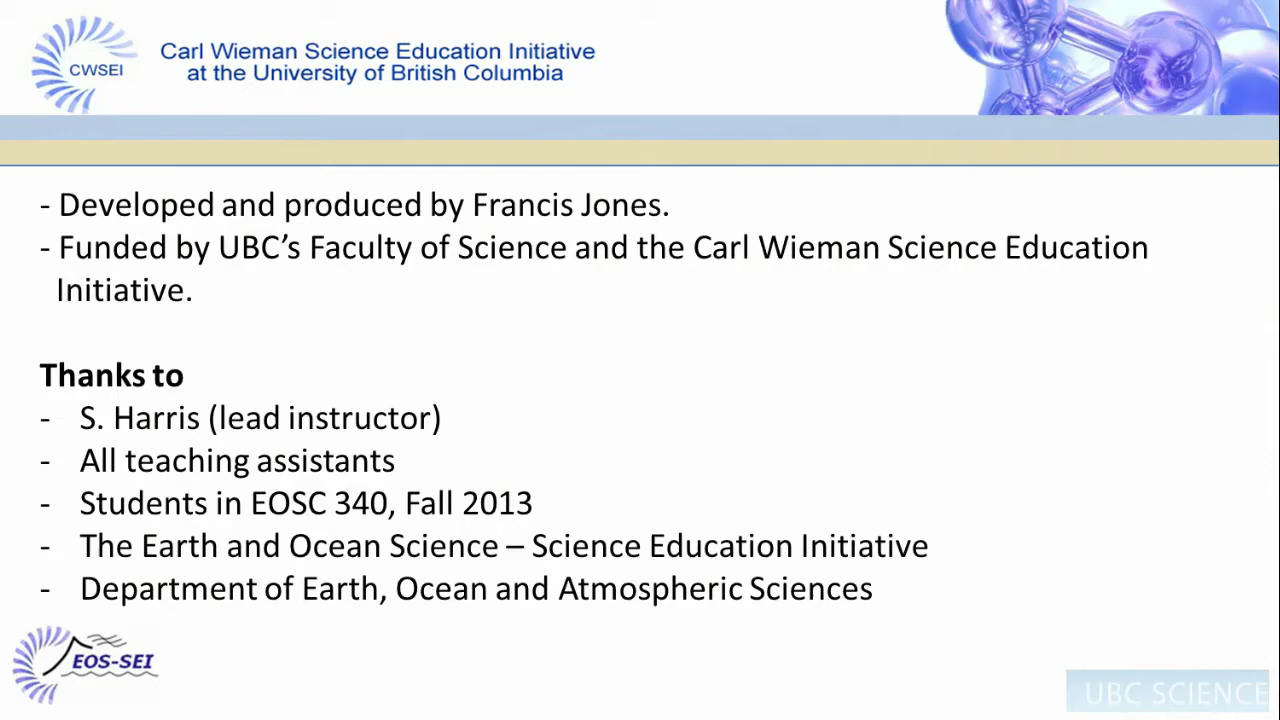 CWSEI
Carl Wieman Science Education Initiative
at the University of British Columbia
- Developed and produced by Francis Jones.
- Funded by UBC’s Faculty of Science and the Carl Wieman Science Education
Initiative.
Thanks to
- S. Harris (lead instructor)
- All teaching assistants
- Students in EOSC 340, Fall 2013
- The Earth and Ocean Science – Science Education Initiative
- Department of Earth, Ocean and Atmospheric Sciences
EOS-SEI
UBC SCIENCE